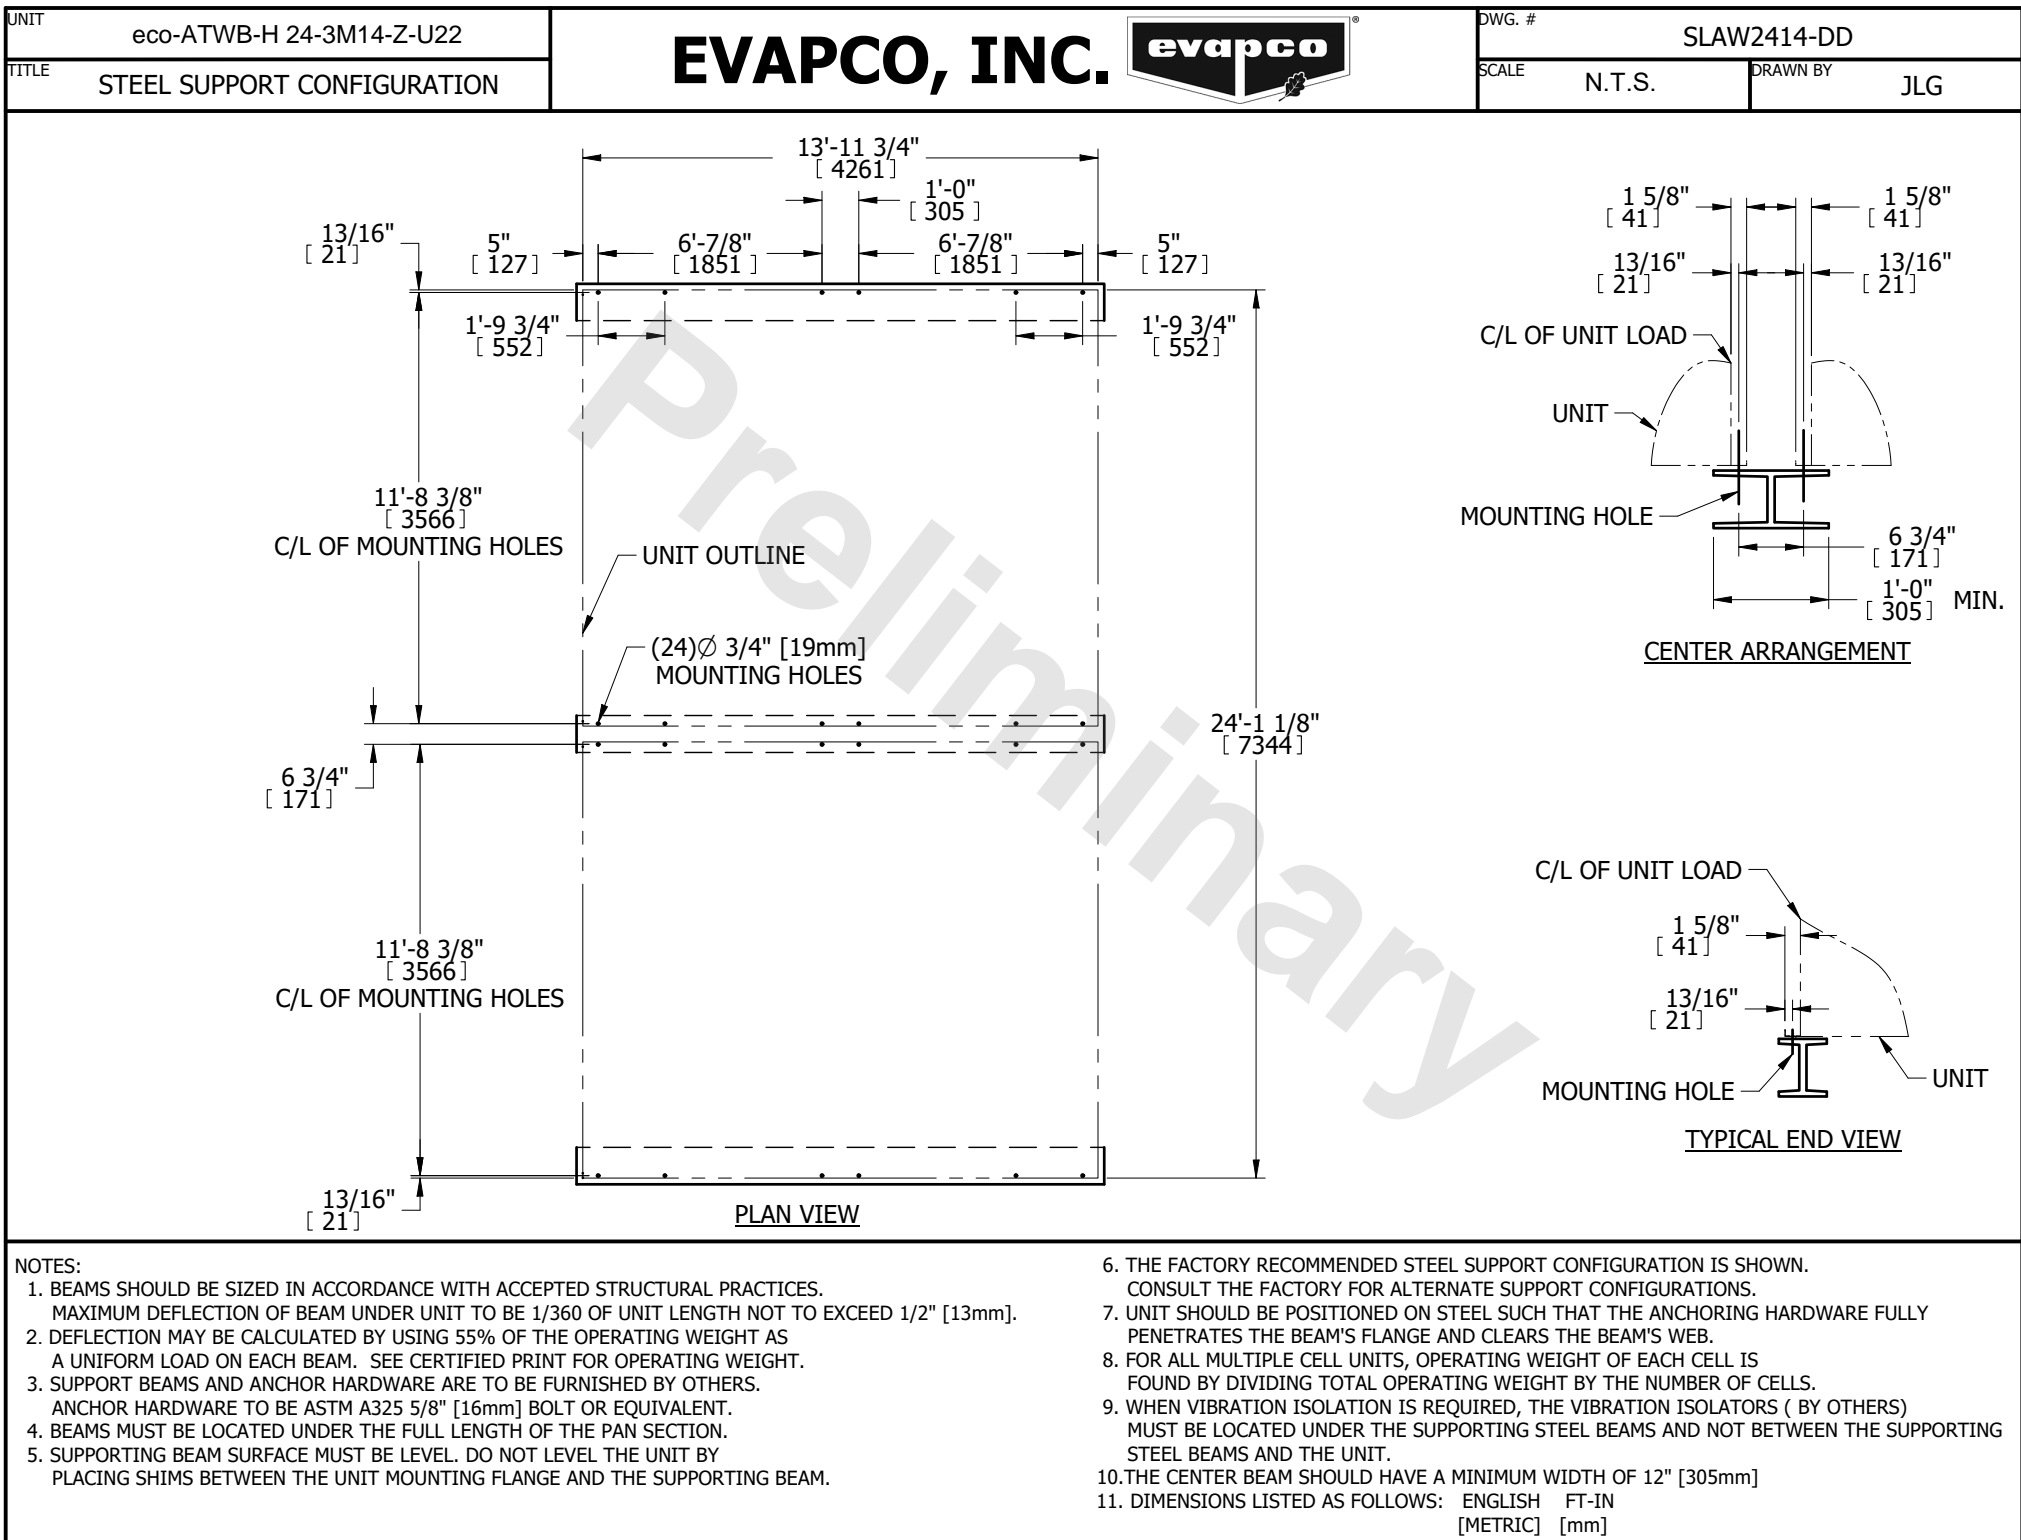 UNIT
eco-ATWB-H 24-3M14-Z-U22
TITLE
STEEL SUPPORT CONFIGURATION
EVAPCO, INC.
evapco
®
DWG. #
SLAW2414-DD
SCALE
N.T.S.
DRAWN BY
JLG
13'-11 3/4"
[ 4261 ]
1'-0"
[ 305 ]
13/16"
[ 21 ]
5"
[ 127 ]
6'-7/8"
[ 1851 ]
6'-7/8"
[ 1851 ]
5"
[ 127 ]
1'-9 3/4"
[ 552 ]
1'-9 3/4"
[ 552 ]
11'-8 3/8"
[ 3566 ]
C/L OF MOUNTING HOLES
UNIT OUTLINE
(24)∅ 3/4" [19mm]
MOUNTING HOLES
24'-1 1/8"
[ 7344 ]
6 3/4"
[ 171 ]
11'-8 3/8"
[ 3566 ]
C/L OF MOUNTING HOLES
13/16"
[ 21 ]
PLAN VIEW
Preliminary
1 5/8"
[ 41 ]
1 5/8"
[ 41 ]
13/16"
[ 21 ]
13/16"
[ 21 ]
C/L OF UNIT LOAD
UNIT
MOUNTING HOLE
6 3/4"
[ 171 ]
1'-0"
[ 305 ] MIN.
CENTER ARRANGEMENT
C/L OF UNIT LOAD
1 5/8"
[ 41 ]
13/16"
[ 21 ]
MOUNTING HOLE
UNIT
TYPICAL END VIEW
NOTES:
1. BEAMS SHOULD BE SIZED IN ACCORDANCE WITH ACCEPTED STRUCTURAL PRACTICES.
MAXIMUM DEFLECTION OF BEAM UNDER UNIT TO BE 1/360 OF UNIT LENGTH NOT TO EXCEED 1/2" [13mm].
2. DEFLECTION MAY BE CALCULATED BY USING 55% OF THE OPERATING WEIGHT AS
A UNIFORM LOAD ON EACH BEAM. SEE CERTIFIED PRINT FOR OPERATING WEIGHT.
3. SUPPORT BEAMS AND ANCHOR HARDWARE ARE TO BE FURNISHED BY OTHERS.
ANCHOR HARDWARE TO BE ASTM A325 5/8" [16mm] BOLT OR EQUIVALENT.
4. BEAMS MUST BE LOCATED UNDER THE FULL LENGTH OF THE PAN SECTION.
5. SUPPORTING BEAM SURFACE MUST BE LEVEL. DO NOT LEVEL THE UNIT BY
PLACING SHIMS BETWEEN THE UNIT MOUNTING FLANGE AND THE SUPPORTING BEAM.
6. THE FACTORY RECOMMENDED STEEL SUPPORT CONFIGURATION IS SHOWN.
CONSULT THE FACTORY FOR ALTERNATE SUPPORT CONFIGURATIONS.
7. UNIT SHOULD BE POSITIONED ON STEEL SUCH THAT THE ANCHORING HARDWARE FULLY
PENETRATES THE BEAM'S FLANGE AND CLEARS THE BEAM'S WEB.
8. FOR ALL MULTIPLE CELL UNITS, OPERATING WEIGHT OF EACH CELL IS
FOUND BY DIVIDING TOTAL OPERATING WEIGHT BY THE NUMBER OF CELLS.
9. WHEN VIBRATION ISOLATION IS REQUIRED, THE VIBRATION ISOLATORS ( BY OTHERS)
MUST BE LOCATED UNDER THE SUPPORTING STEEL BEAMS AND NOT BETWEEN THE SUPPORTING
STEEL BEAMS AND THE UNIT.
10.THE CENTER BEAM SHOULD HAVE A MINIMUM WIDTH OF 12" [305mm]
11. DIMENSIONS LISTED AS FOLLOWS: ENGLISH FT-IN
[METRIC] [mm]